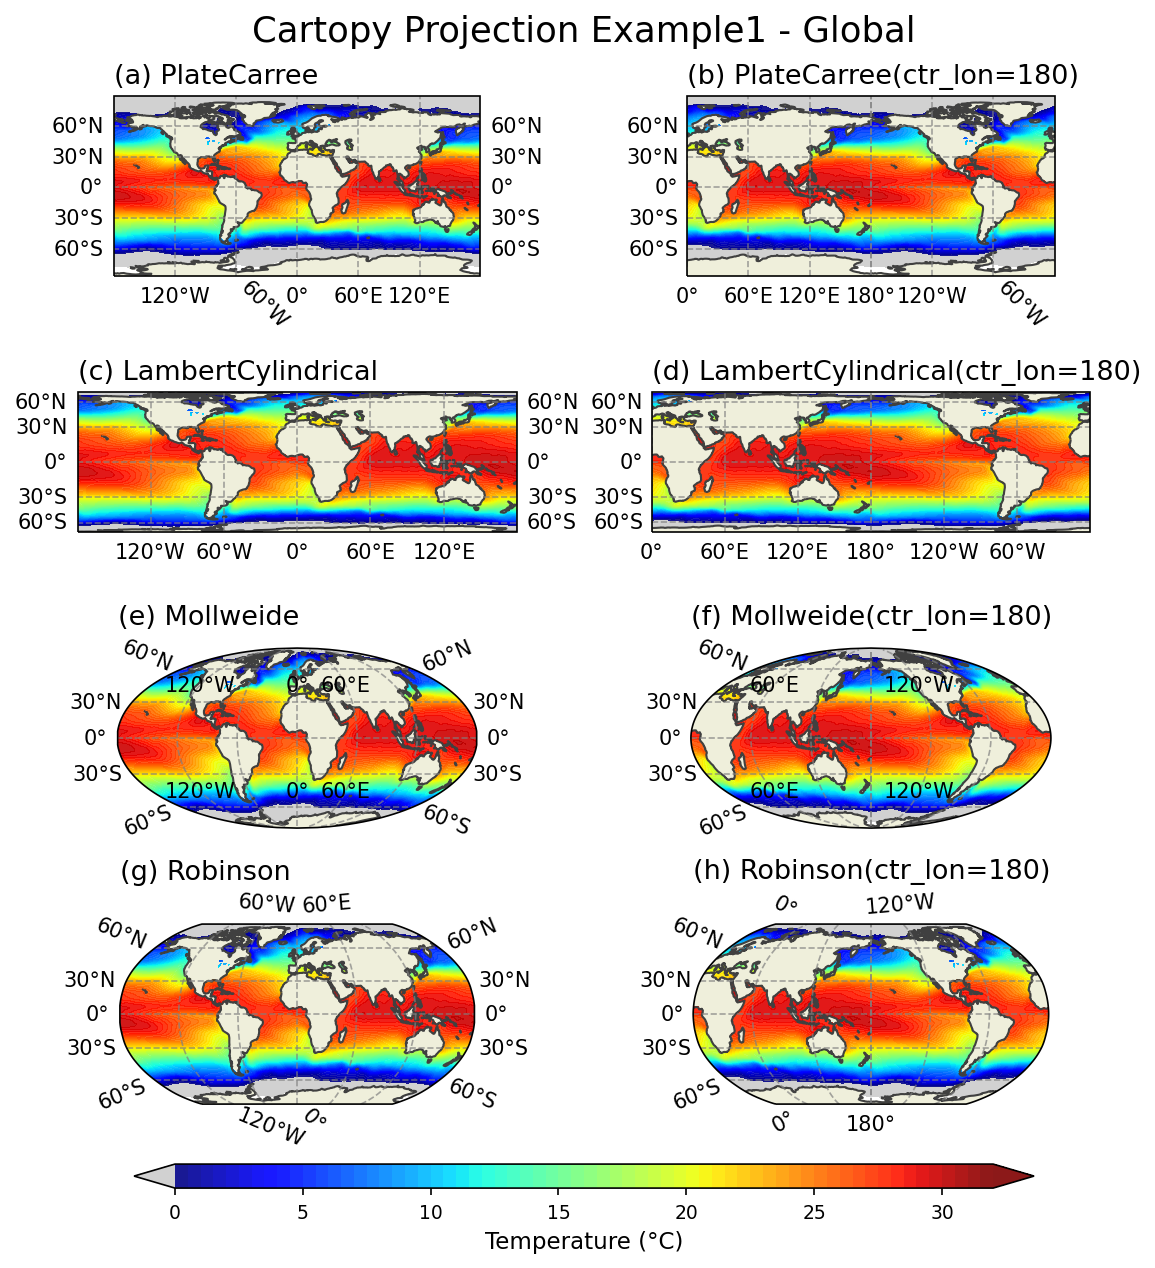 Cartopy Projection Example1 - Global
(a) PlateCarree
(b) PlateCarree(ctr_lon=180)
60°N 60°N 60°N
30°N 30°N 30°N
0° 0° 0°
30°S 30°S 30°S
60°S 60°S 60°S
120°W 60°W 0° 60°E 120°E
0° 60°E 120°E 180° 120°W 60°W
(c) LambertCylindrical
(d) LambertCylindrical(ctr_lon=180)
60°N 60°N 60°N
30°N 30°N 30°N
0° 0° 0°
30°S 30°S 30°S
60°S 60°S 60°S
120°W 60°W 0° 60°E 120°E
0° 60°E 120°E 180° 120°W 60°W
(e) Mollweide
(f) Mollweide(ctr_lon=180)
60°N 60°N 60°N
120°W 0° 60°E 60°E 120°W
30°N 30°N 30°N
0° 0° 0°
30°S 30°S 30°S
120°W 0° 60°E 60°E 120°W
60°S 60°S 60°S
(g) Robinson
(h) Robinson(ctr_lon=180)
60°W 60°E 0° 120°W
60°N 60°N 60°N
30°N 30°N 30°N
0° 0° 0°
30°S 30°S 30°S
60°S 60°S 60°S
120°W 0° 0° 180°
0 5 10 15 20 25 30
Temperature (°C)